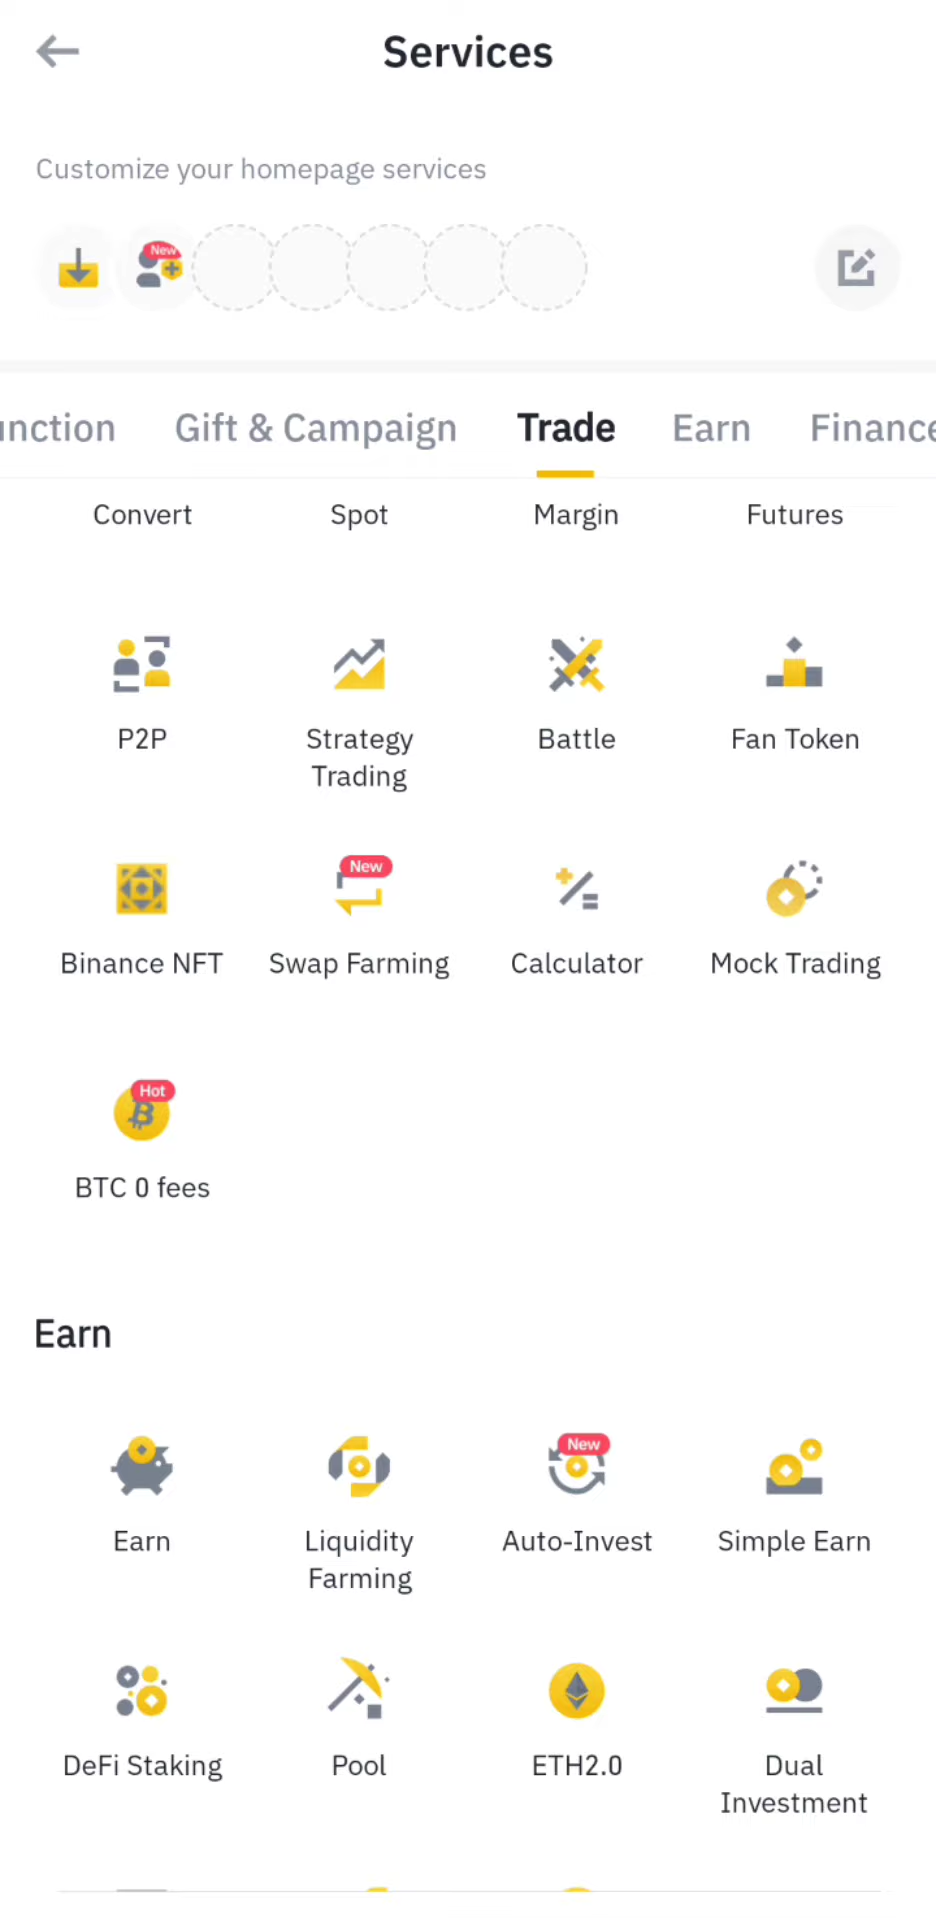 Services
Customize your homepage services
New
unction Gift & Campaign Trade Earn Finance
Convert Spot Margin Futures
P2P Strategy Battle Fan Token
Trading
New
Binance NFT Swap Farming Calculator Mock Trading
Hot
BTC 0 fees
Earn
New
Earn Liquidity Auto-Invest Simple Earn
Farming
DeFi Staking Pool ETH2.0 Dual
Investment